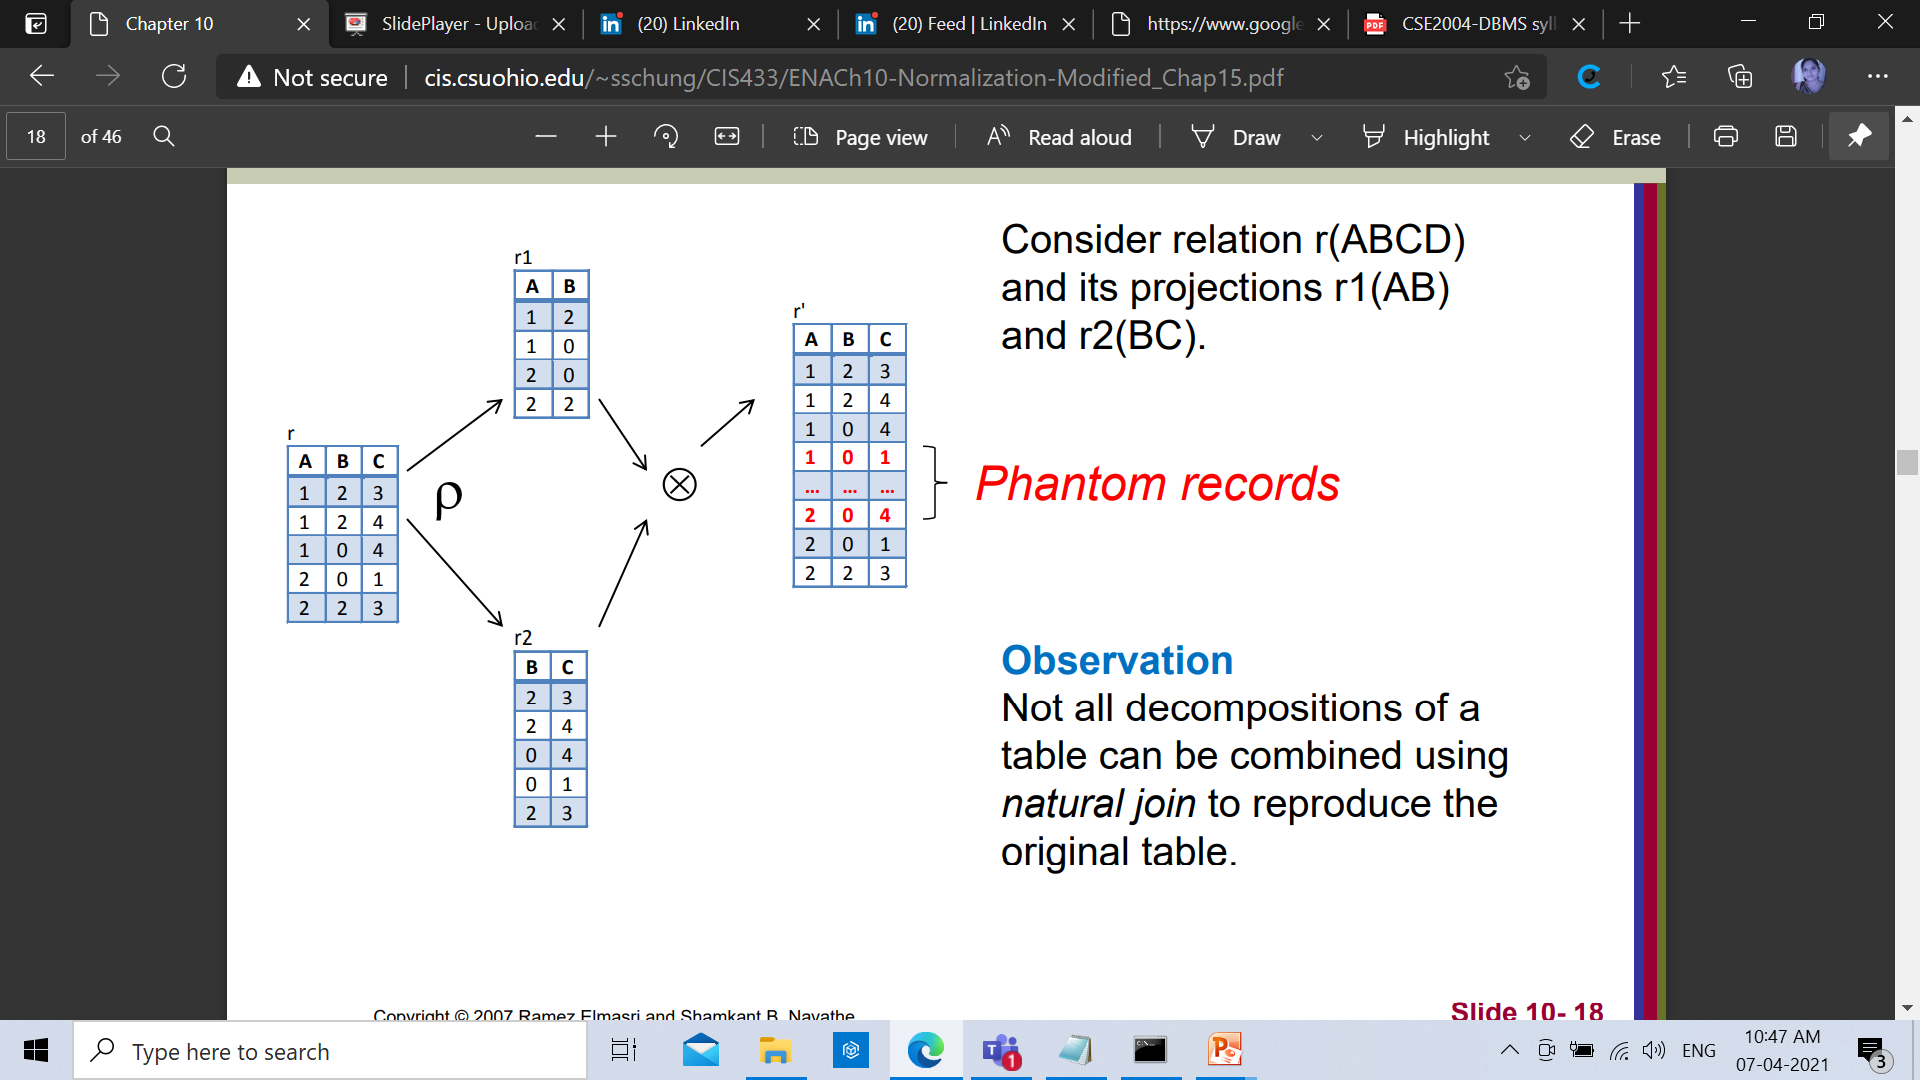 Chapter 10
SlidePlayer - Uploa
(20) LinkedIn
(20) Feed | LinkedIn
https://www.google
CSE2004-DBMS syll
Not secure
cis.csuohio.edu/~sschung/CIS433/ENACh10-Normalization-Modified_Chap15.pdf
18 of 46
Page view
Read aloud
Draw
Highlight
Erase
r1
A B
1 2
1 0
2 0
2 2
r
A B C
1 2 3
1 2 4
1 0 4
2 0 1
2 2 3
ρ
r2
B C
2 3
2 4
0 4
0 1
2 3
r'
A B C
1 2 3
1 2 4
1 0 4
1 0 1
... ... ...
2 0 4
2 0 1
2 2 3
Consider relation r(ABCD)
and its projections r1(AB)
and r2(BC).
Phantom records
Observation
Not all decompositions of a
table can be combined using
natural join to reproduce the
original table.
Copyright © 2007 Ramez Elmasri and Shamkant B. Navathe
Slide 10- 18
Type here to search
1
ENG
10:47 AM
07-04-2021
3